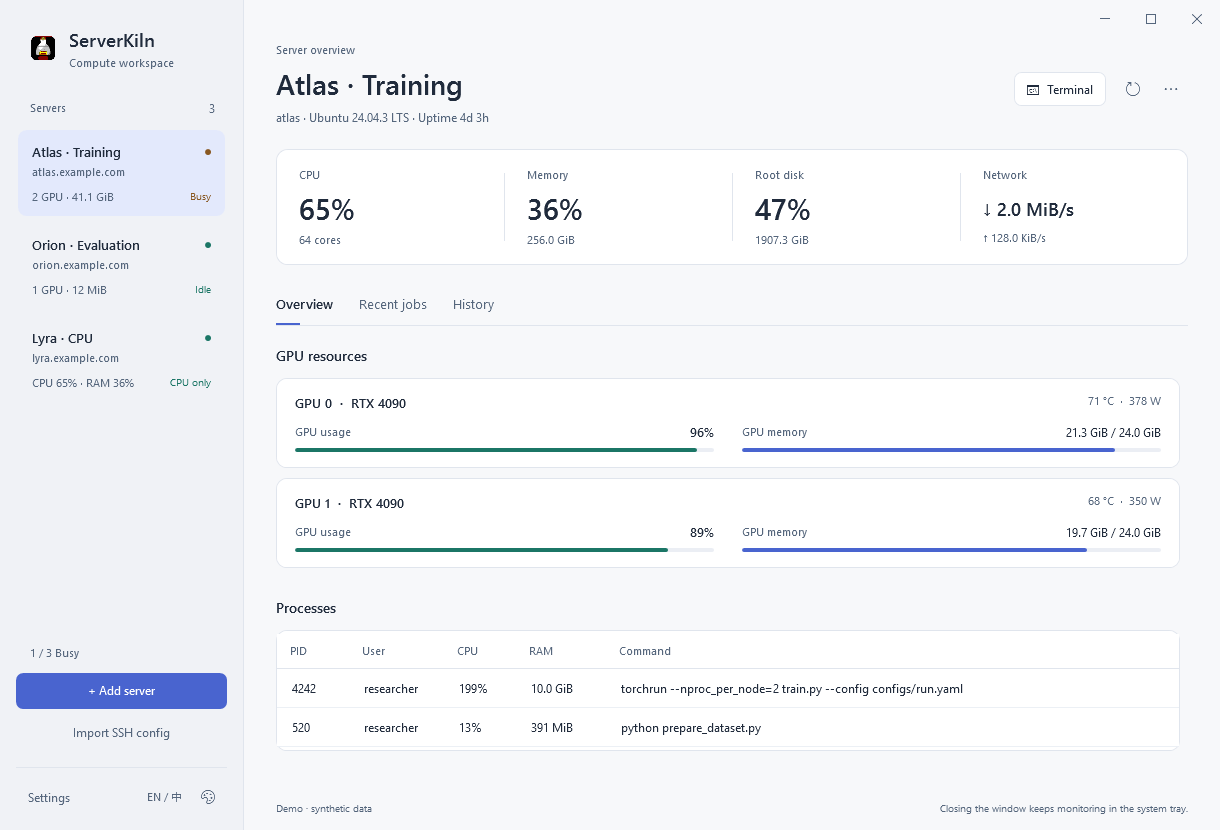 ServerKiln
Compute workspace
Servers 3
Atlas · Training
atlas.example.com
2 GPU · 41.1 GiB Busy
Orion · Evaluation
orion.example.com
1 GPU · 12 MiB Idle
Lyra · CPU
lyra.example.com
CPU 65% · RAM 36% CPU only
1 / 3 Busy
+ Add server
Import SSH config
Settings EN / 中
Server overview
Atlas · Training
atlas · Ubuntu 24.04.3 LTS · Uptime 4d 3h
Terminal
CPU Memory Root disk Network
65% 36% 47% ↓ 2.0 MiB/s
64 cores 256.0 GiB 1907.3 GiB ↑ 128.0 KiB/s
Overview Recent jobs History
GPU resources
GPU 0 · RTX 4090 71 °C · 378 W
GPU usage 96% GPU memory 21.3 GiB / 24.0 GiB
GPU 1 · RTX 4090 68 °C · 350 W
GPU usage 89% GPU memory 19.7 GiB / 24.0 GiB
Processes
PID User CPU RAM Command
4242 researcher 199% 10.0 GiB torchrun --nproc_per_node=2 train.py --config configs/run.yaml
520 researcher 13% 391 MiB python prepare_dataset.py
Demo · synthetic data Closing the window keeps monitoring in the system tray.